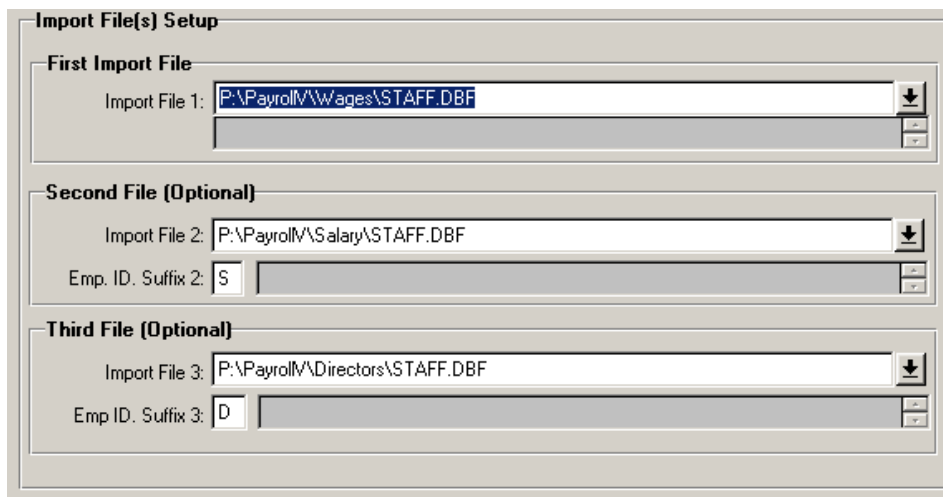 Import File(s) Setup
First Import File
Import File 1: P:\PayrollV\Wages\STAFF.DBF
Second File (Optional)
Import File 2: P:\PayrollV\Salary\STAFF.DBF
Emp. ID. Suffix 2: S
Third File (Optional)
Import File 3: P:\PayrollV\Directors\STAFF.DBF
Emp ID. Suffix 3: D